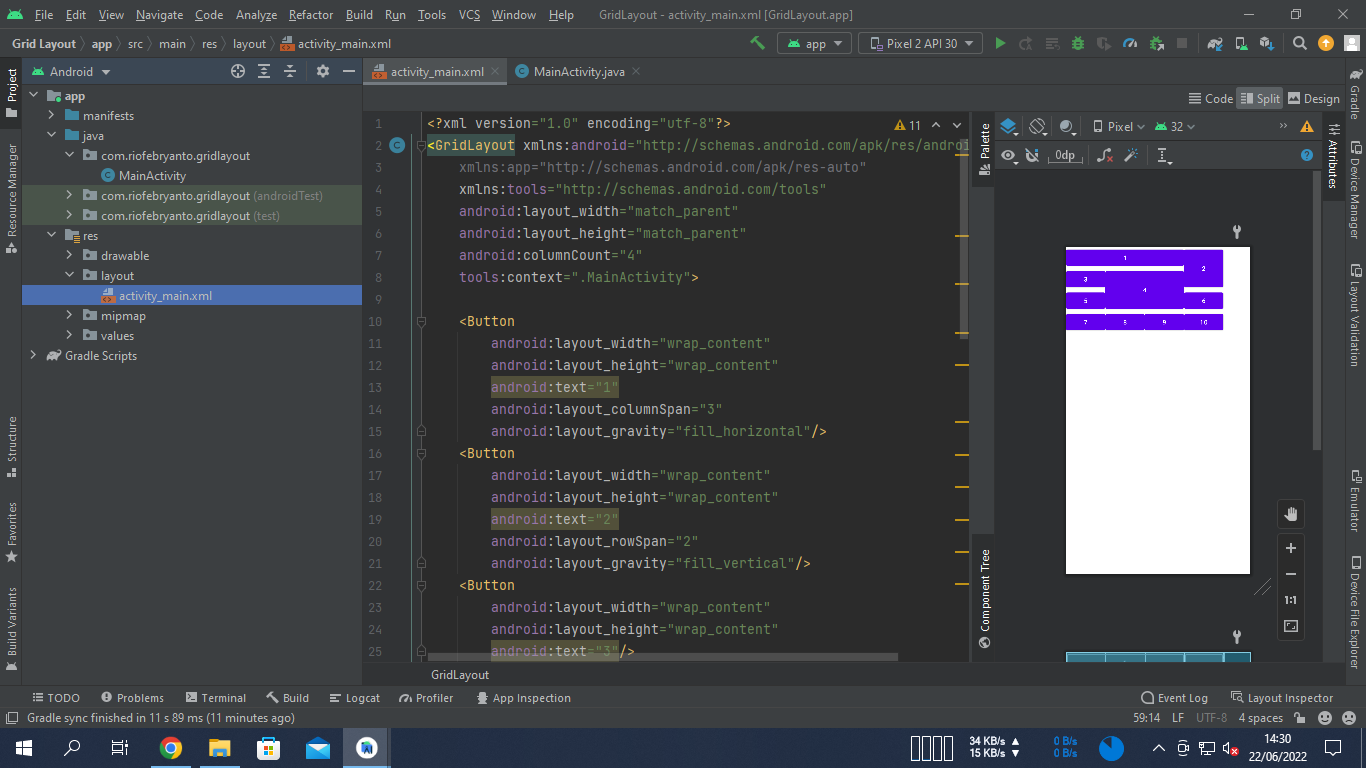 File Edit View Navigate Code Analyze Refactor Build Run Tools VCS Window Help GridLayout - activity_main.xml [GridLayout.app]
Grid Layout app src main res layout activity_main.xml app Pixel 2 API 30
Project
Resource Manager
Structure
Favorites
Build Variants
Android
app
manifests
java
com.riofebryanto.gridlayout
MainActivity
com.riofebryanto.gridlayout (androidTest)
com.riofebryanto.gridlayout (test)
res
drawable
layout
activity_main.xml
mipmap
values
Gradle Scripts
activity_main.xml MainActivity.java
Code Split Design
11
1 <?xml version="1.0" encoding="utf-8"?>
2 <GridLayout xmlns:android="http://schemas.android.com/apk/res/androi
3 xmlns:app="http://schemas.android.com/apk/res-auto"
4 xmlns:tools="http://schemas.android.com/tools"
5 android:layout_width="match_parent"
6 android:layout_height="match_parent"
7 android:columnCount="4"
8 tools:context=".MainActivity">
9
10 <Button
11 android:layout_width="wrap_content"
12 android:layout_height="wrap_content"
13 android:text="1"
14 android:layout_columnSpan="3"
15 android:layout_gravity="fill_horizontal"/>
16 <Button
17 android:layout_width="wrap_content"
18 android:layout_height="wrap_content"
19 android:text="2"
20 android:layout_rowSpan="2"
21 android:layout_gravity="fill_vertical"/>
22 <Button
23 android:layout_width="wrap_content"
24 android:layout_height="wrap_content"
25 android:text="3"/>
GridLayout
Palette
Component Tree
Pixel 32
0dp
1
2
3
4
5 6
7 8 9 10
1:1
Attributes
Gradle
Layout Validation
Emulator
Device File Explorer
TODO Problems Terminal Build Logcat Profiler App Inspection Event Log Layout Inspector
Gradle sync finished in 11 s 89 ms (11 minutes ago) 59:14 LF UTF-8 4 spaces
34 KB/s 0 B/s 14:30
15 KB/s 0 B/s 22/06/2022